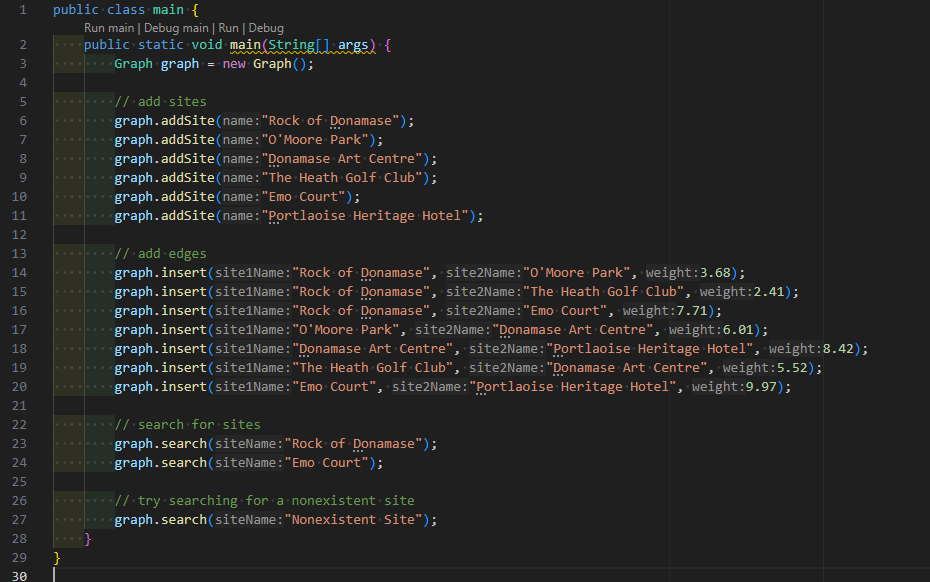 1 public class main {
Run main | Debug main | Run | Debug
2 public static void main(String[] args) {
3 Graph graph = new Graph();
4
5 // add sites
6 graph.addSite(name:"Rock of Donamase");
7 graph.addSite(name:"O'Moore Park");
8 graph.addSite(name:"Donamase Art Centre");
9 graph.addSite(name:"The Heath Golf Club");
10 graph.addSite(name:"Emo Court");
11 graph.addSite(name:"Portlaoise Heritage Hotel");
12
13 // add edges
14 graph.insert(site1Name:"Rock of Donamase", site2Name:"O'Moore Park", weight:3.68);
15 graph.insert(site1Name:"Rock of Donamase", site2Name:"The Heath Golf Club", weight:2.41);
16 graph.insert(site1Name:"Rock of Donamase", site2Name:"Emo Court", weight:7.71);
17 graph.insert(site1Name:"O'Moore Park", site2Name:"Donamase Art Centre", weight:6.01);
18 graph.insert(site1Name:"Donamase Art Centre", site2Name:"Portlaoise Heritage Hotel", weight:8.42);
19 graph.insert(site1Name:"The Heath Golf Club", site2Name:"Donamase Art Centre", weight:5.52);
20 graph.insert(site1Name:"Emo Court", site2Name:"Portlaoise Heritage Hotel", weight:9.97);
21
22 // search for sites
23 graph.search(siteName:"Rock of Donamase");
24 graph.search(siteName:"Emo Court");
25
26 // try searching for a nonexistent site
27 graph.search(siteName:"Nonexistent Site");
28 }
29 }
30